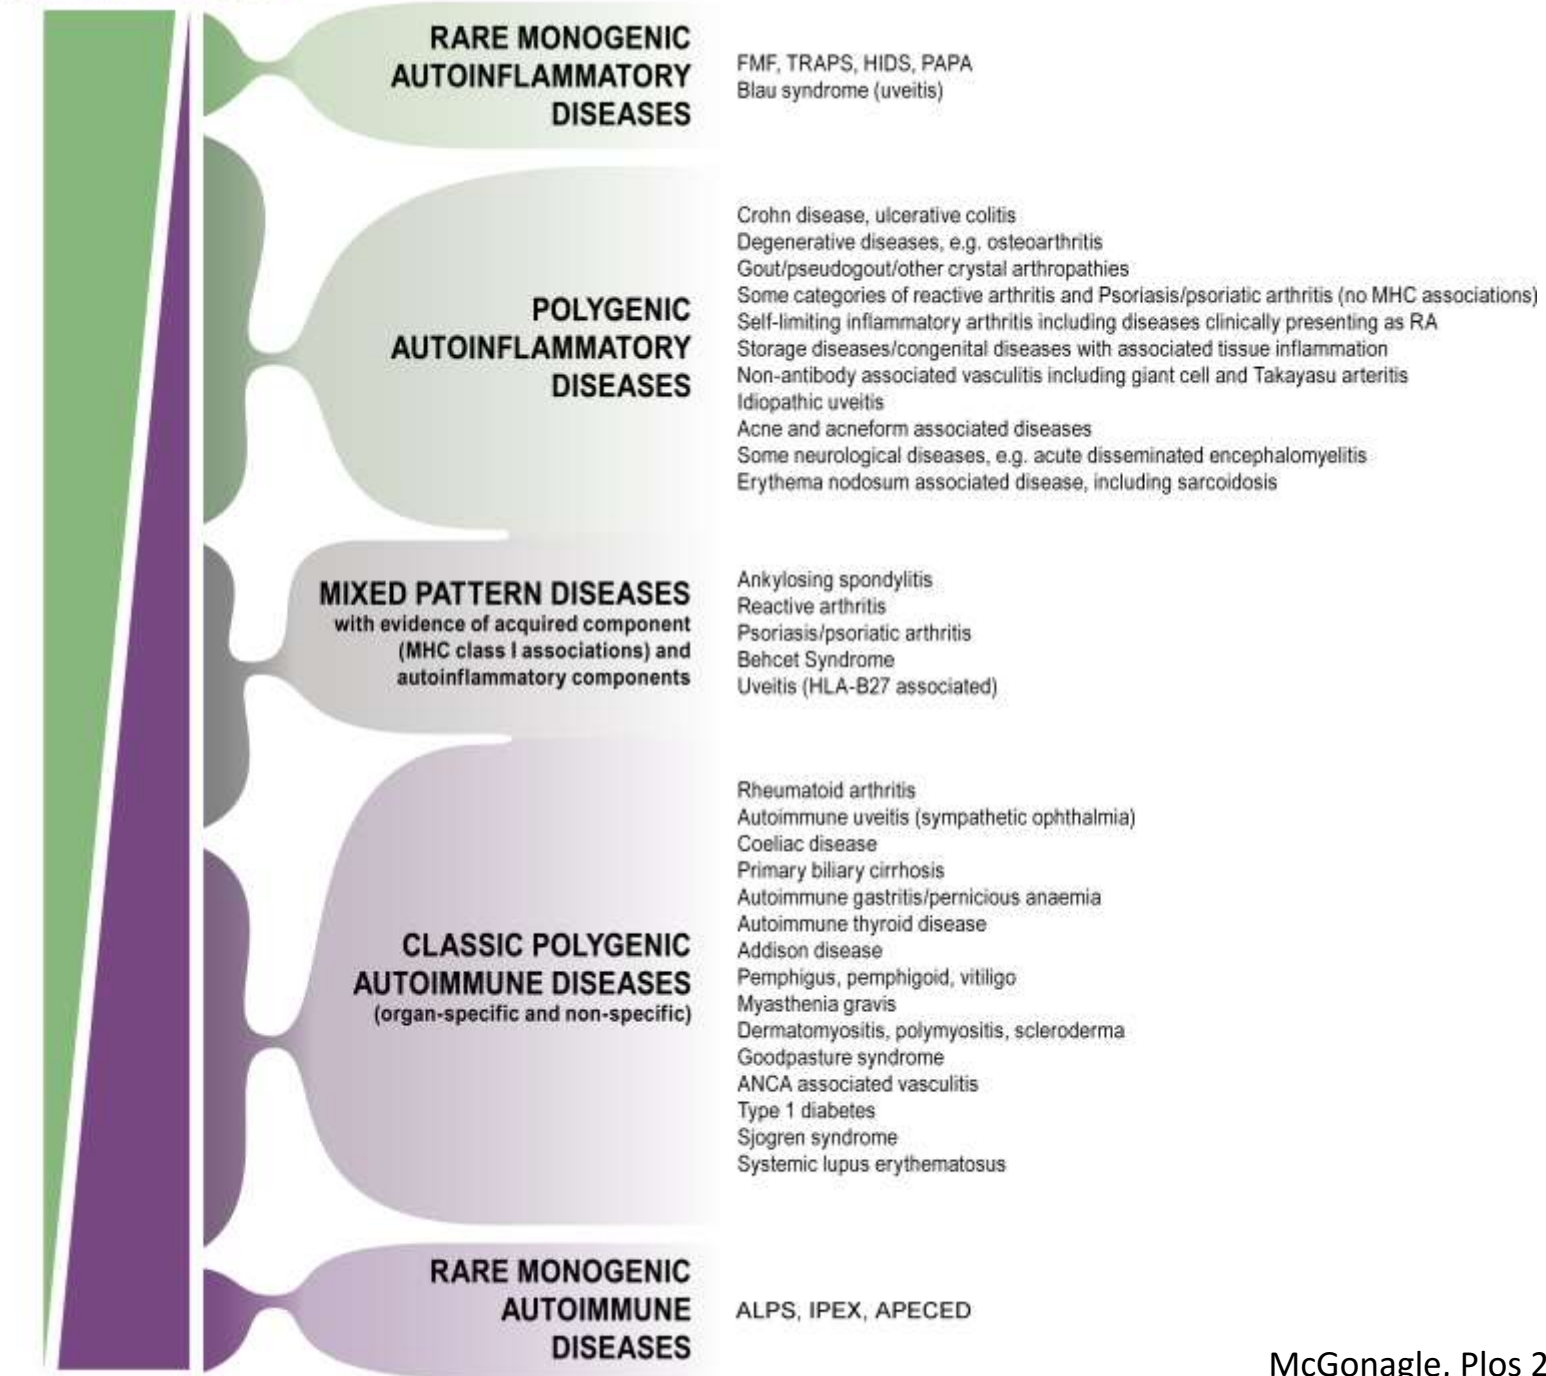 RARE MONOGENIC
AUTOINFLAMMATORY
DISEASES
FMF, TRAPS, HIDS, PAPA
Blau syndrome (uveitis)
POLYGENIC
AUTOINFLAMMATORY
DISEASES
Crohn disease, ulcerative colitis
Degenerative diseases, e.g. osteoarthritis
Gout/pseudogout/other crystal arthropathies
Some categories of reactive arthritis and Psoriasis/psoriatic arthritis (no MHC associations)
Self-limiting inflammatory arthritis including diseases clinically presenting as RA
Storage diseases/congenital diseases with associated tissue inflammation
Non-antibody associated vasculitis including giant cell and Takayasu arteritis
Idiopathic uveitis
Acne and acneform associated diseases
Some neurological diseases, e.g. acute disseminated encephalomyelitis
Erythema nodosum associated disease, including sarcoidosis
MIXED PATTERN DISEASES
with evidence of acquired component
(MHC class I associations) and
autoinflammatory components
Ankylosing spondylitis
Reactive arthritis
Psoriasis/psoriatic arthritis
Behcet Syndrome
Uveitis (HLA-B27 associated)
CLASSIC POLYGENIC
AUTOIMMUNE DISEASES
(organ-specific and non-specific)
Rheumatoid arthritis
Autoimmune uveitis (sympathetic ophthalmia)
Coeliac disease
Primary biliary cirrhosis
Autoimmune gastritis/pernicious anaemia
Autoimmune thyroid disease
Addison disease
Pemphigus, pemphigoid, vitiligo
Myasthenia gravis
Dermatomyositis, polymyositis, scleroderma
Goodpasture syndrome
ANCA associated vasculitis
Type 1 diabetes
Sjogren syndrome
Systemic lupus erythematosus
RARE MONOGENIC
AUTOIMMUNE
DISEASES
ALPS, IPEX, APECED
McGonagle, Plos 2